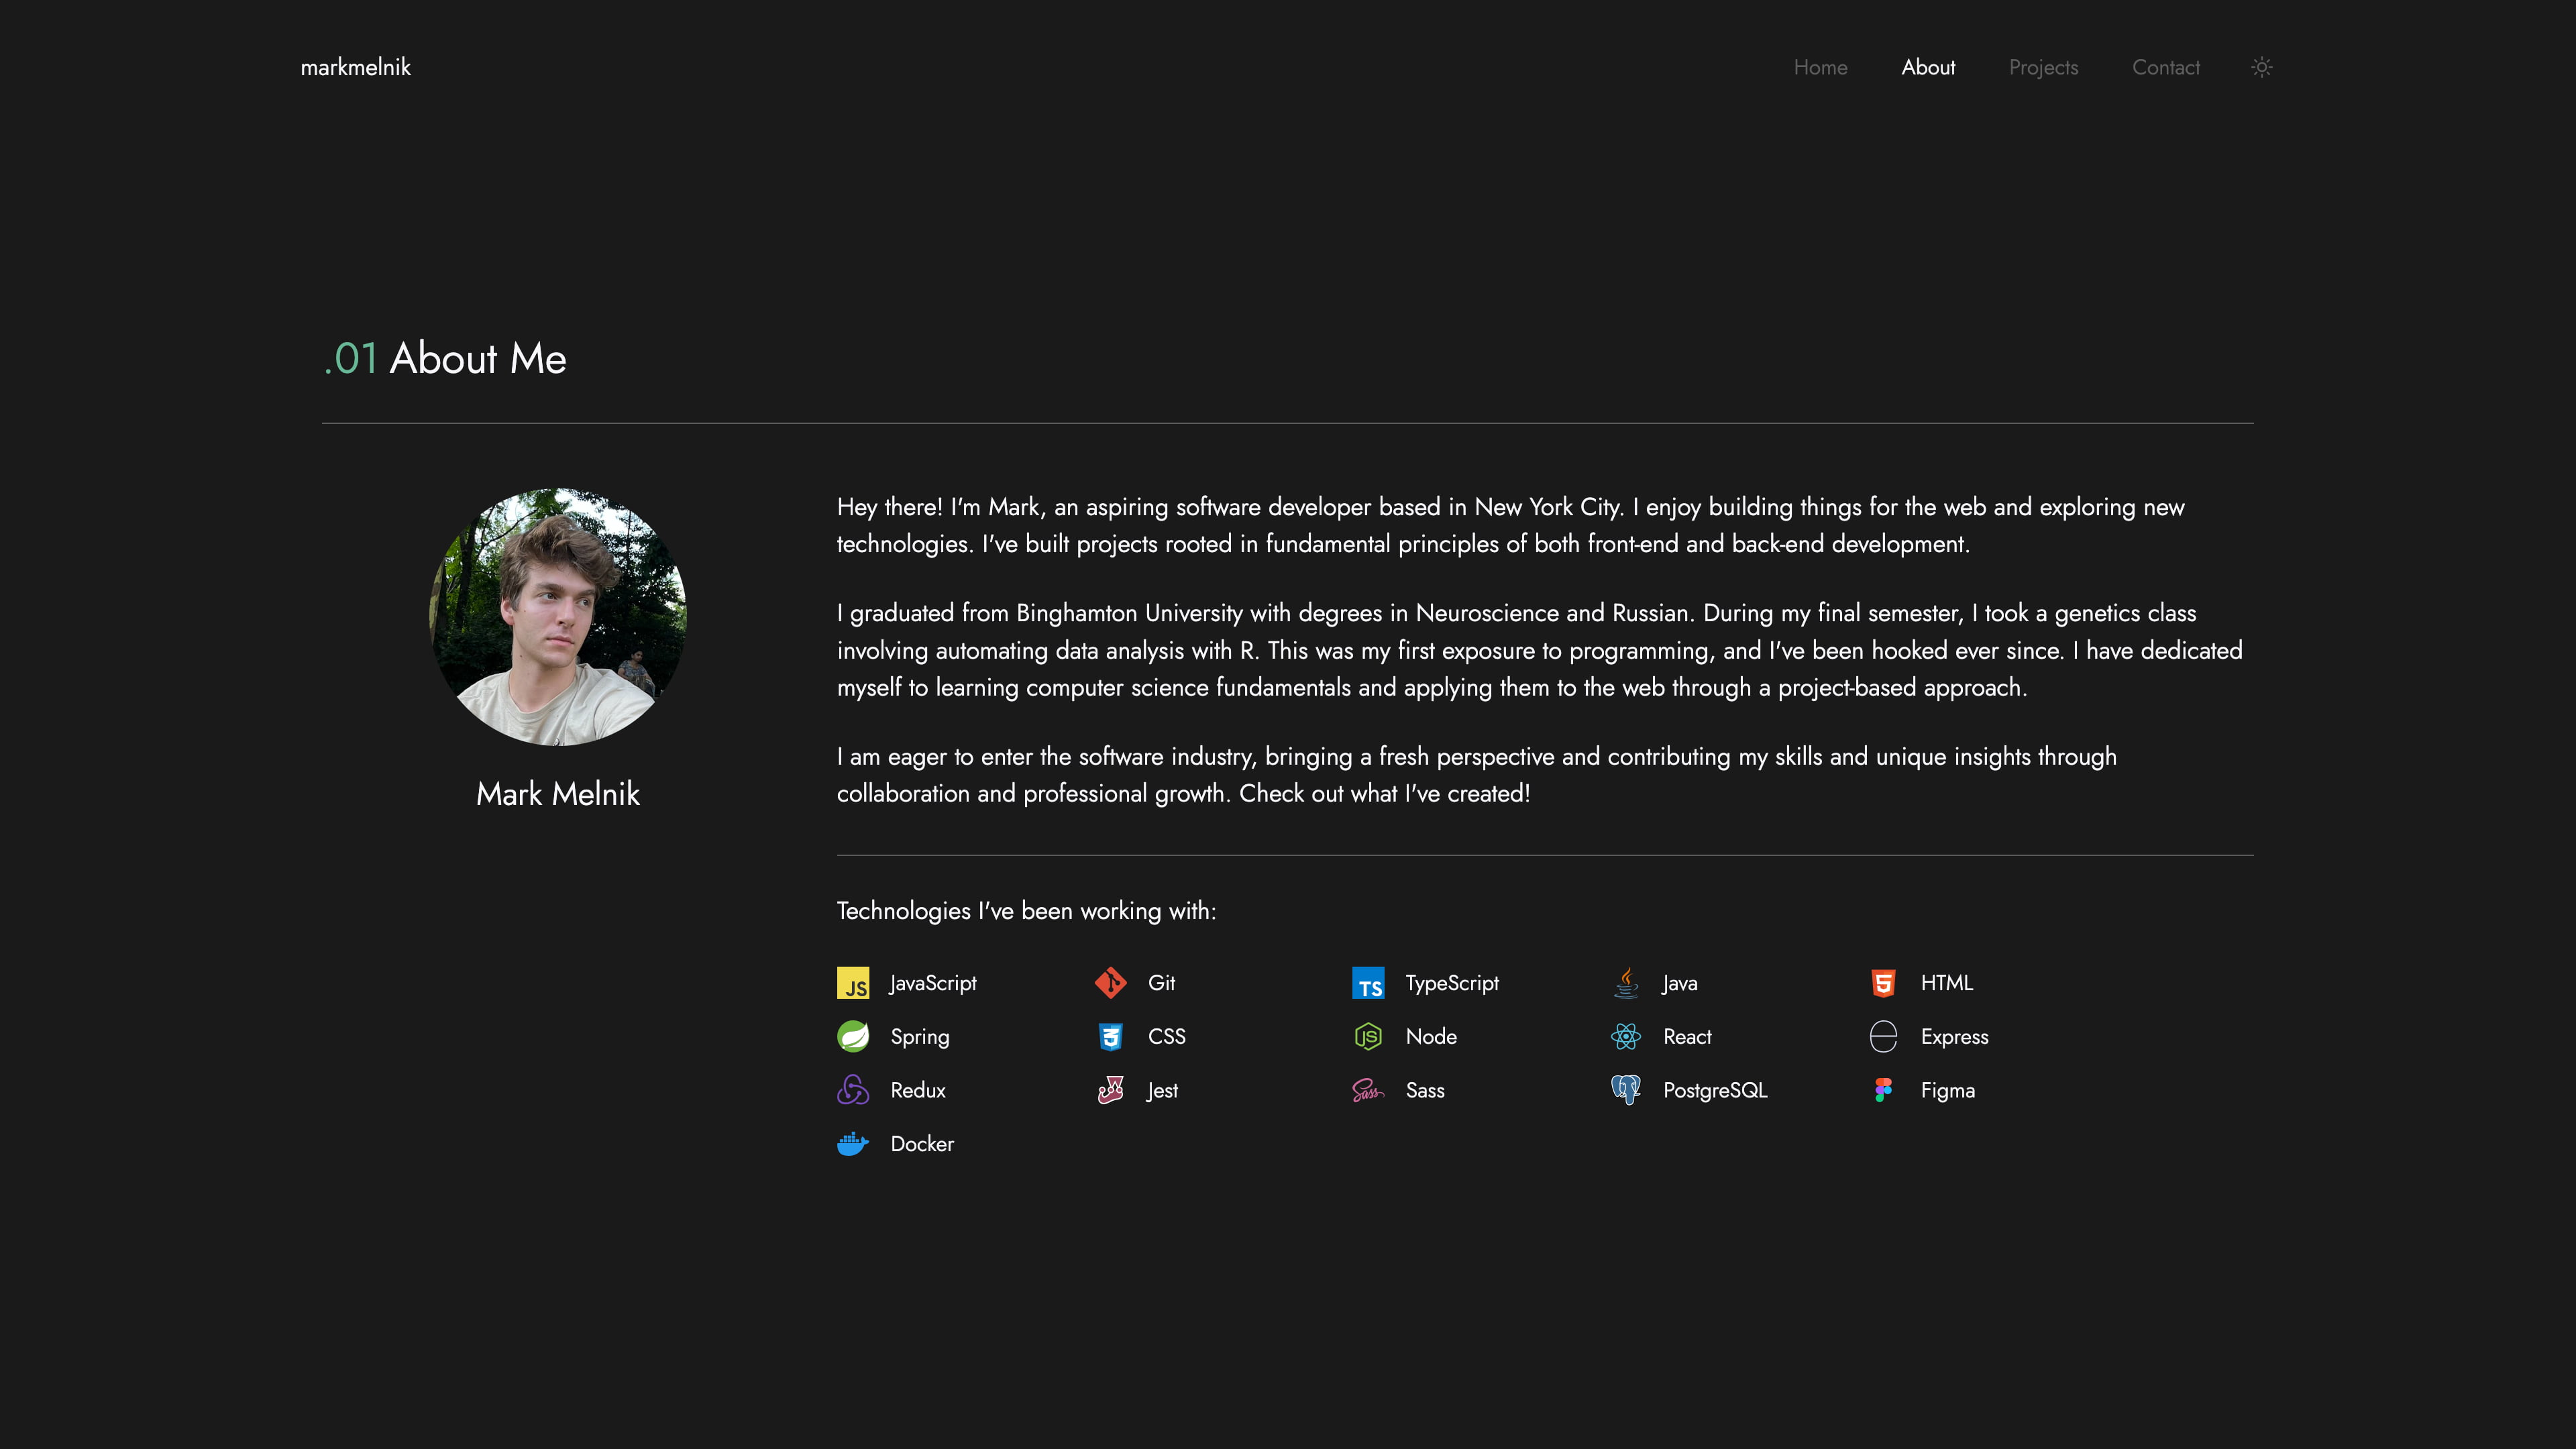 markmelnik
Home About Projects Contact
.01 About Me
Hey there! I'm Mark, an aspiring software developer based in New York City. I enjoy building things for the web and exploring new
technologies. I've built projects rooted in fundamental principles of both front-end and back-end development.
I graduated from Binghamton University with degrees in Neuroscience and Russian. During my final semester, I took a genetics class
involving automating data analysis with R. This was my first exposure to programming, and I've been hooked ever since. I have dedicated
myself to learning computer science fundamentals and applying them to the web through a project-based approach.
I am eager to enter the software industry, bringing a fresh perspective and contributing my skills and unique insights through
collaboration and professional growth. Check out what I've created!
Mark Melnik
Technologies I've been working with:
JS JavaScript Git TS TypeScript Java 5 HTML
Spring 3 CSS JS Node React Express
Redux Jest Sass Sass PostgreSQL Figma
Docker